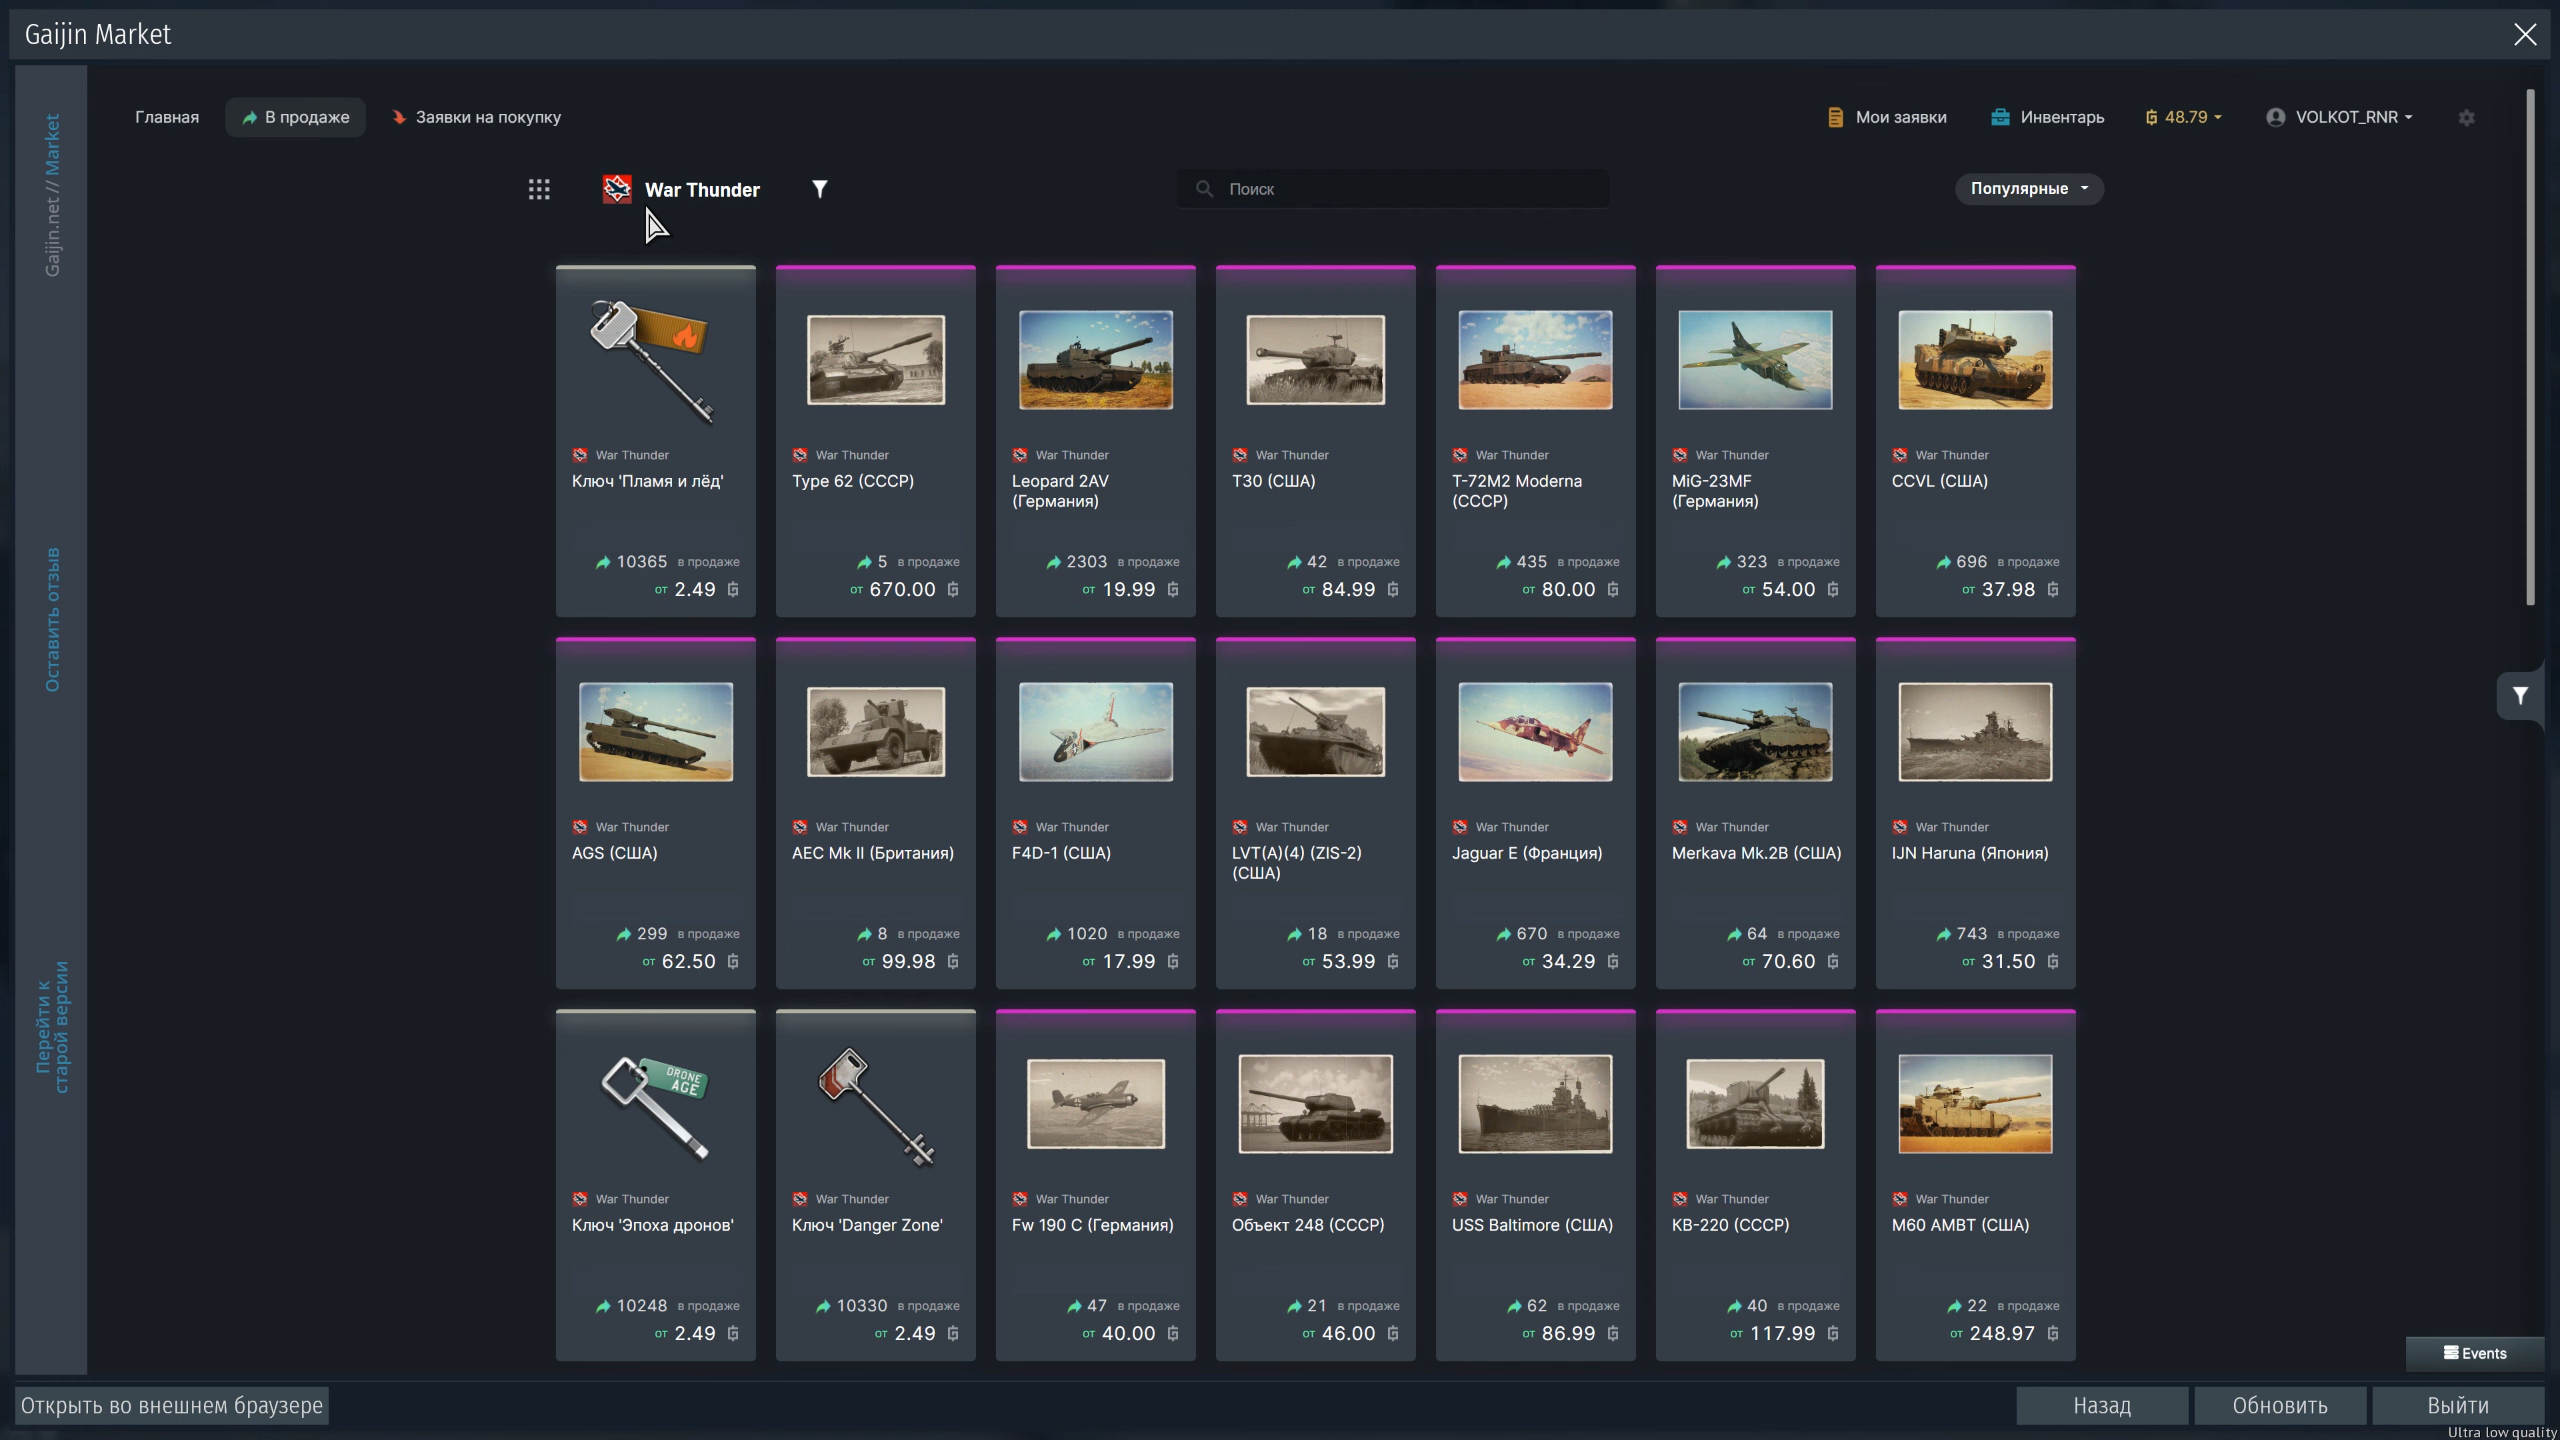 Gaijin Market
Gaijin.net // Market
Оставить отзыв
Перейти к
старой версии
Главная
В продаже
Заявки на покупку
Мои заявки
Инвентарь
48.79
VOLKOT_RNR
War Thunder
Поиск
Популярные
War Thunder
Ключ 'Пламя и лёд'
10365 в продаже
от 2.49
War Thunder
Type 62 (СССР)
5 в продаже
от 670.00
War Thunder
Leopard 2AV
(Германия)
2303 в продаже
от 19.99
War Thunder
T30 (США)
42 в продаже
от 84.99
War Thunder
T-72M2 Moderna
(СССР)
435 в продаже
от 80.00
War Thunder
MiG-23MF
(Германия)
323 в продаже
от 54.00
War Thunder
CCVL (США)
696 в продаже
от 37.98
War Thunder
AGS (США)
299 в продаже
от 62.50
War Thunder
AEC Mk II (Британия)
8 в продаже
от 99.98
War Thunder
F4D-1 (США)
1020 в продаже
от 17.99
War Thunder
LVT(A)(4) (ZIS-2)
(США)
18 в продаже
от 53.99
War Thunder
Jaguar E (Франция)
670 в продаже
от 34.29
War Thunder
Merkava Mk.2B (США)
64 в продаже
от 70.60
War Thunder
IJN Haruna (Япония)
743 в продаже
от 31.50
DRONE
AGE
War Thunder
Ключ 'Эпоха дронов'
10248 в продаже
от 2.49
War Thunder
Ключ 'Danger Zone'
10330 в продаже
от 2.49
War Thunder
Fw 190 C (Германия)
47 в продаже
от 40.00
War Thunder
Объект 248 (СССР)
21 в продаже
от 46.00
War Thunder
USS Baltimore (США)
62 в продаже
от 86.99
War Thunder
КВ-220 (СССР)
40 в продаже
от 117.99
War Thunder
M60 AMBT (США)
22 в продаже
от 248.97
Events
Открыть во внешнем браузере
Назад
Обновить
Выйти
Ultra low quality